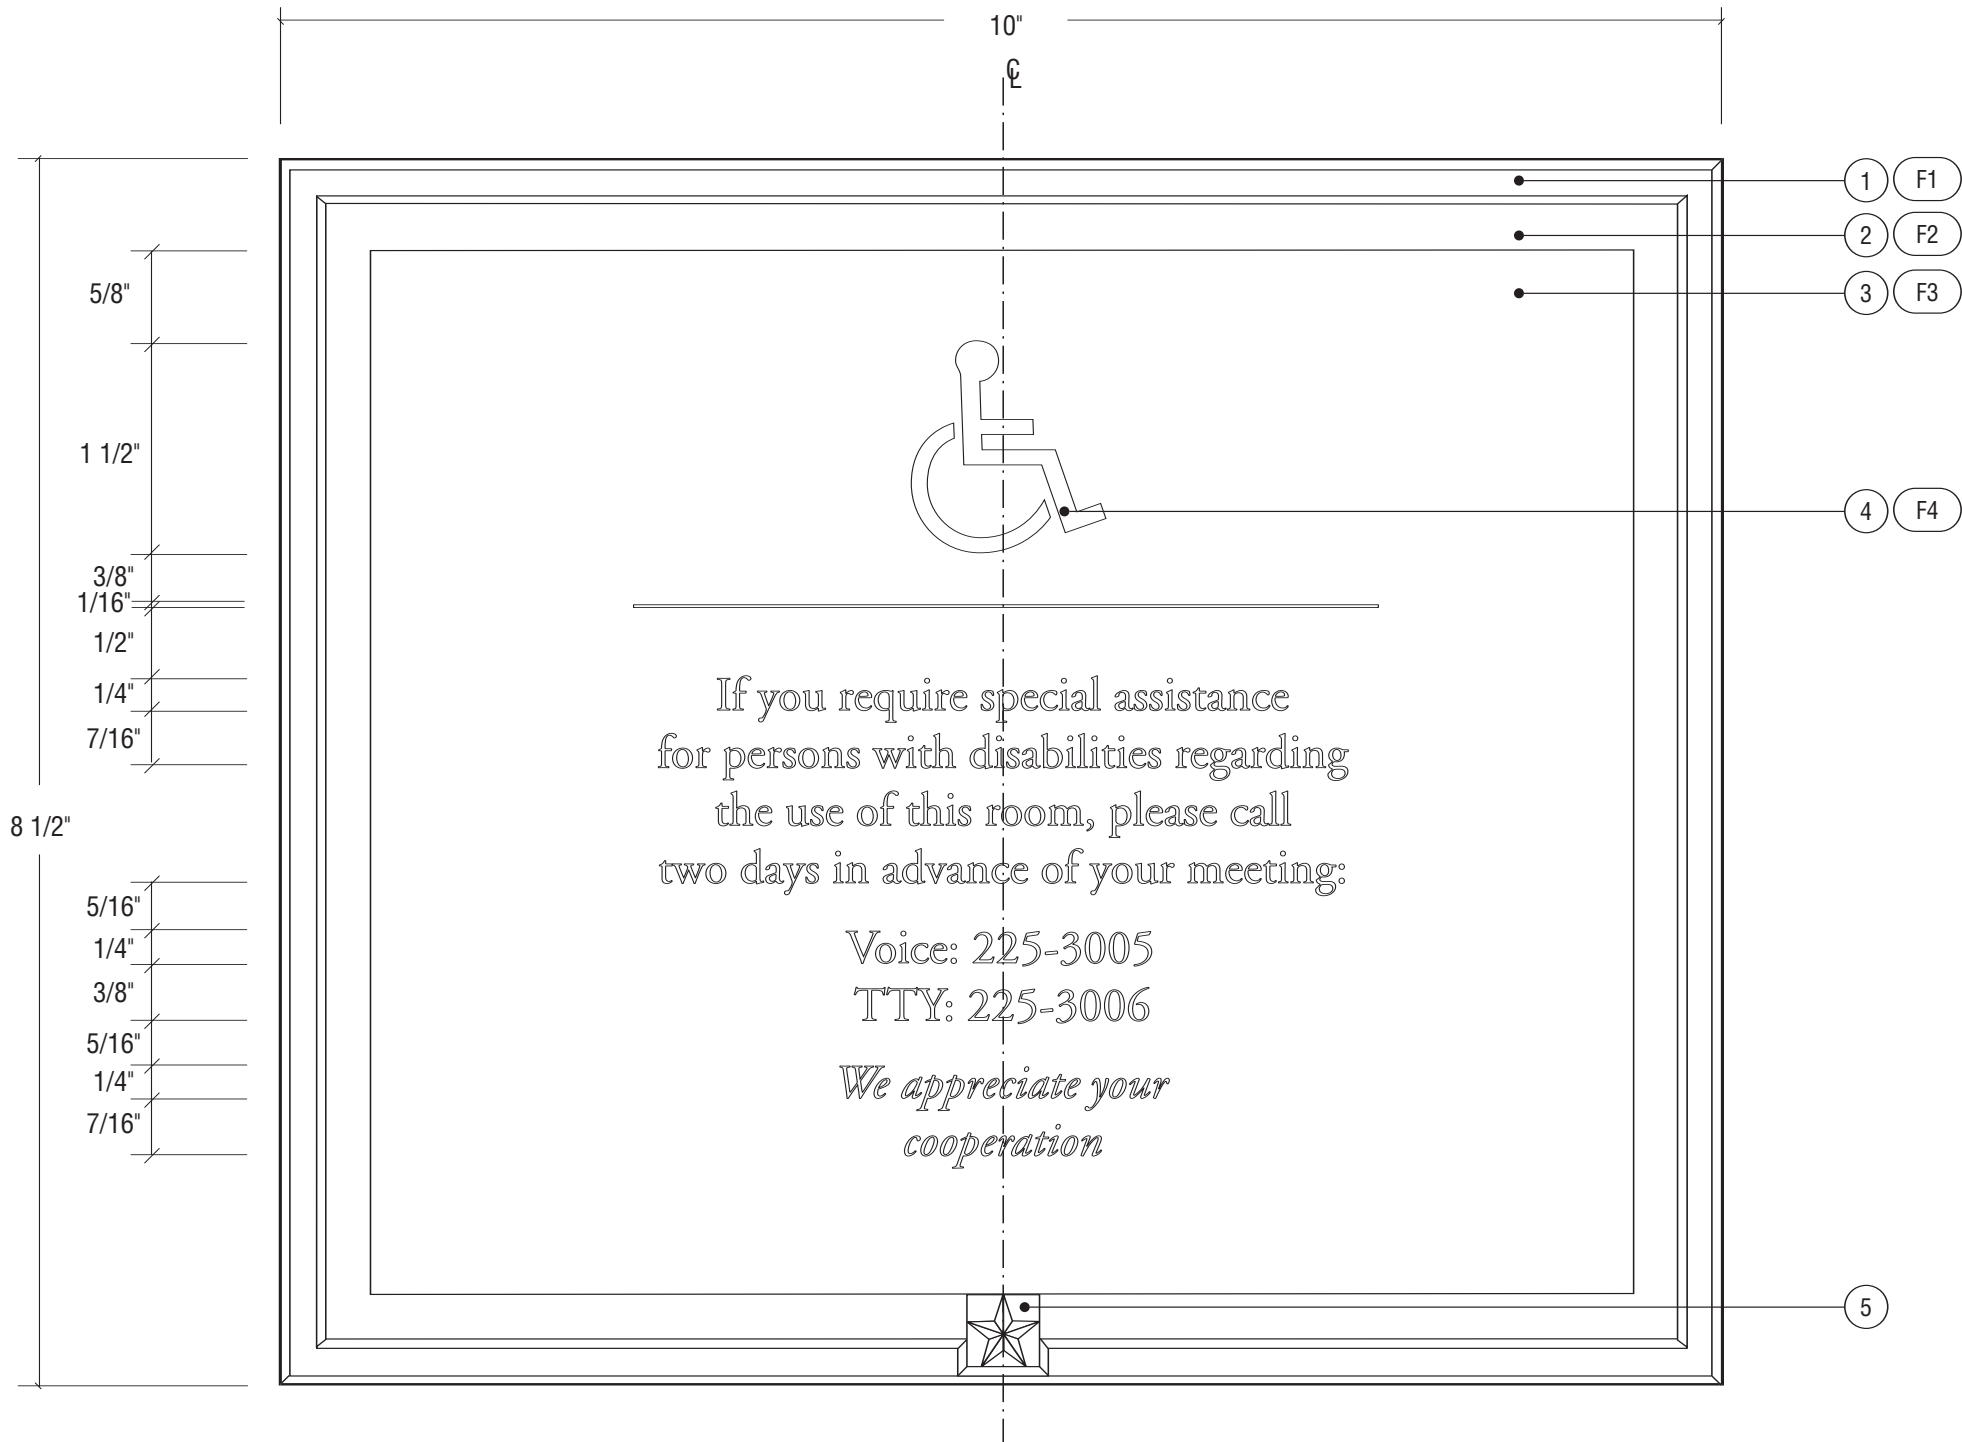 10"
℄
1 F1
2 F2
3 F3
5/8"
1 1/2"
4 F4
3/8"
1/16"
1/2"
1/4"
7/16"
8 1/2"
If you require special assistance
for persons with disabilities regarding
the use of this room, please call
two days in advance of your meeting:
5/16"
1/4"
Voice: 225-3005
3/8"
TTY: 225-3006
5/16"
1/4"
We appreciate your
7/16"
cooperation
5